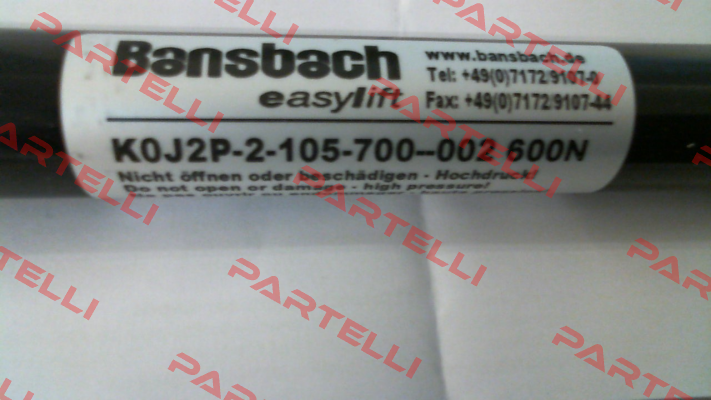 Bansbach
easylift
www.bansbach.de
Tel: +49(0)7172/9107-0
Fax: +49(0)7172/9107-44
K0J2P-2-105-700--002 600N
Nicht öffnen oder beschädigen - Hochdruck!
Do not open or damage - high pressure!
PARTELLI
PARTELLI
PARTELLI
PARTELLI
PARTELLI
PARTELLI
PARTELLI
PARTELLI